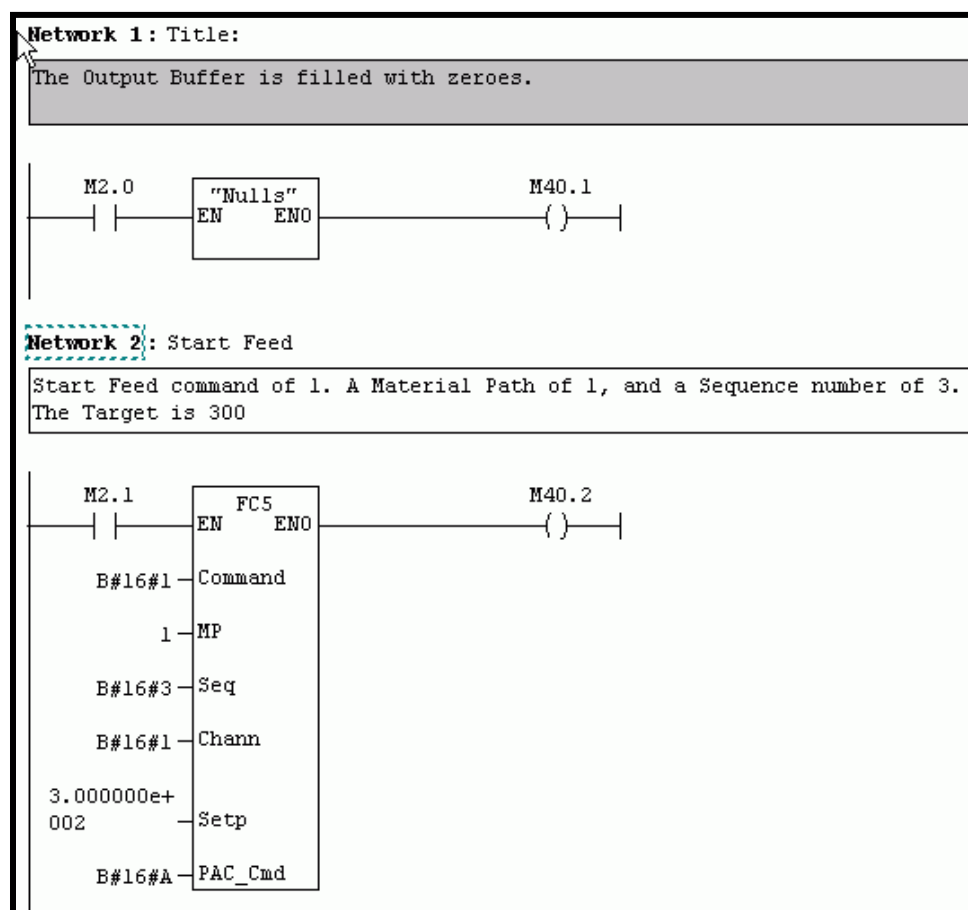 Network 1: Title:
The Output Buffer is filled with zeroes.
M2.0
"Nulls"
M40.1
EN ENO
Network 2: Start Feed
Start Feed command of 1. A Material Path of 1, and a Sequence number of 3.
The Target is 300
M2.1
FC5
M40.2
EN ENO
B#16#1 Command
1 MP
B#16#3 Seq
B#16#1 Chann
3.000000e+
002 Setp
B#16#A PAC_Cmd